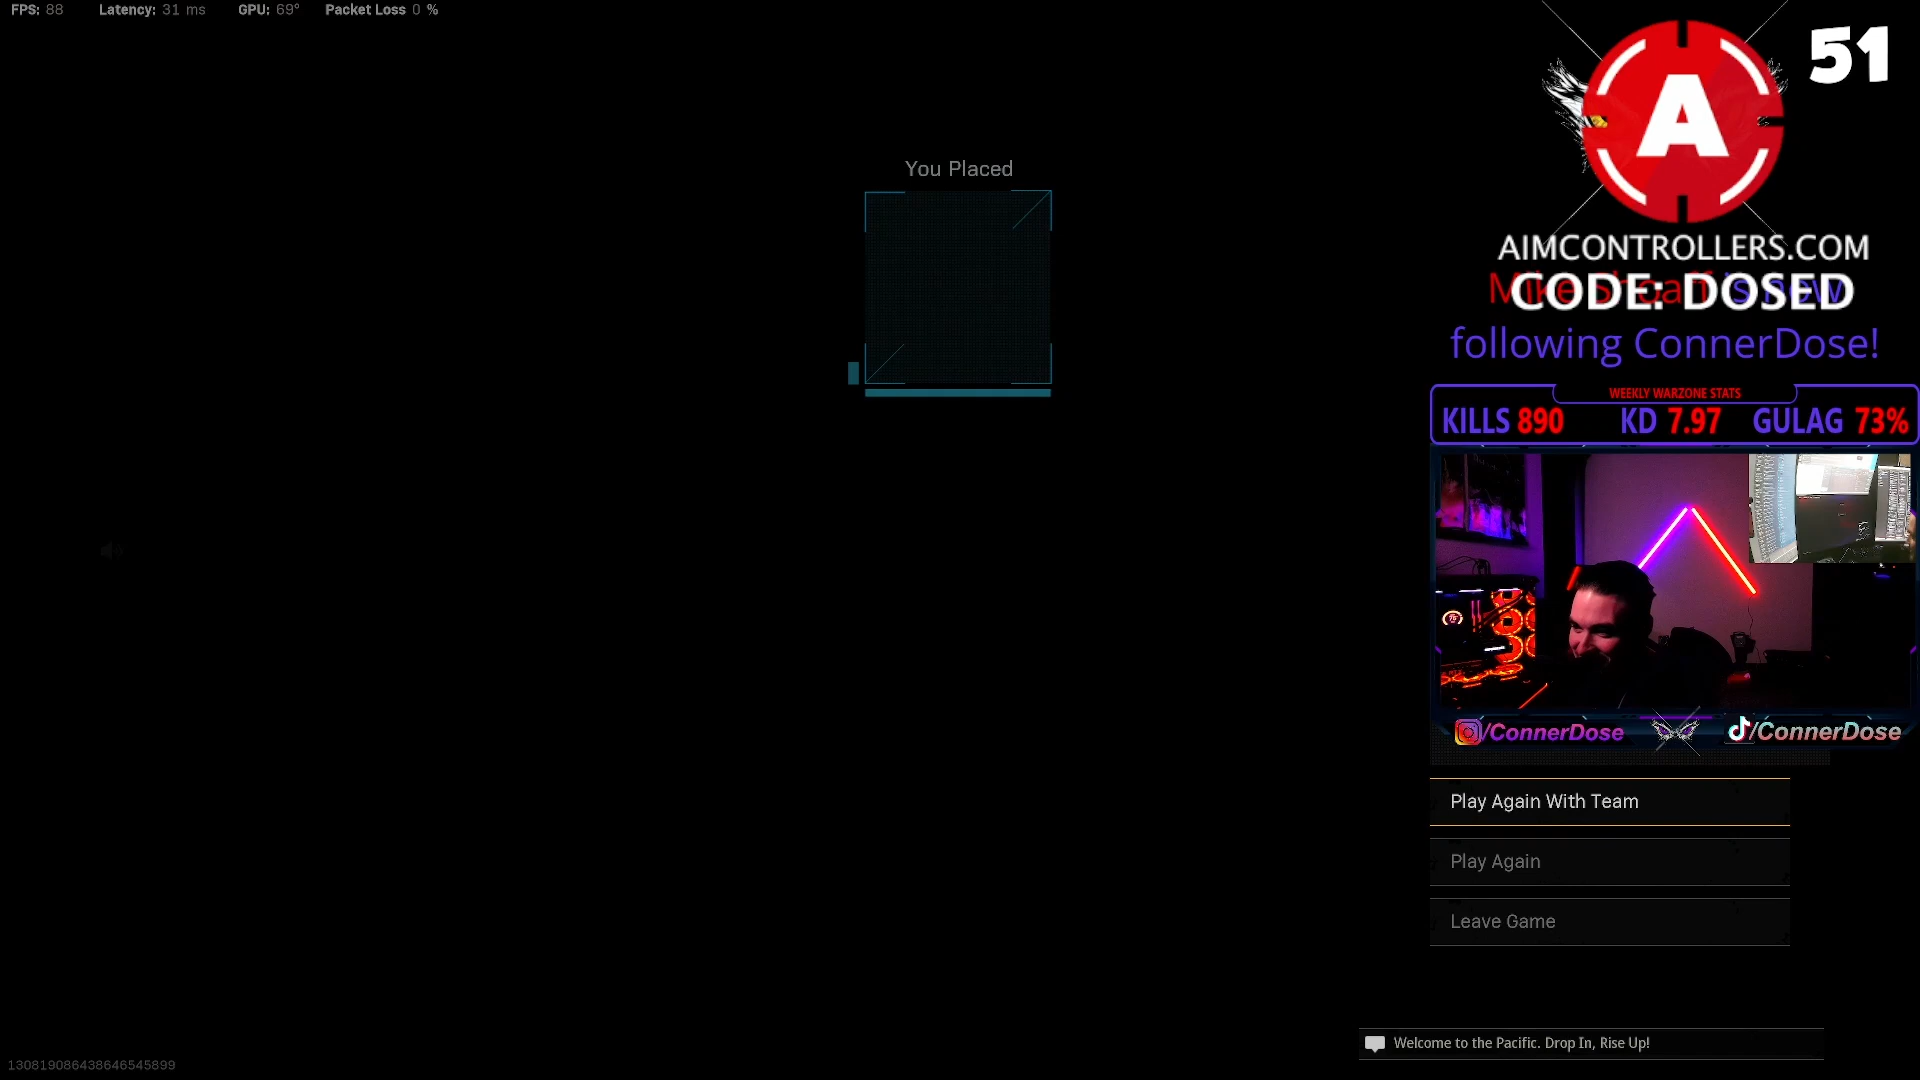 FPS: 88 Latency: 31 ms GPU: 69° Packet Loss 0 %
51
A
You Placed
AIMCONTROLLERS.COM
CODE: DOSED
following ConnerDose!
WEEKLY WARZONE STATS
KILLS 890 KD 7.97 GULAG 73%
/ConnerDose /ConnerDose
Play Again With Team
Play Again
Leave Game
Welcome to the Pacific. Drop In, Rise Up!
130819086438646545899